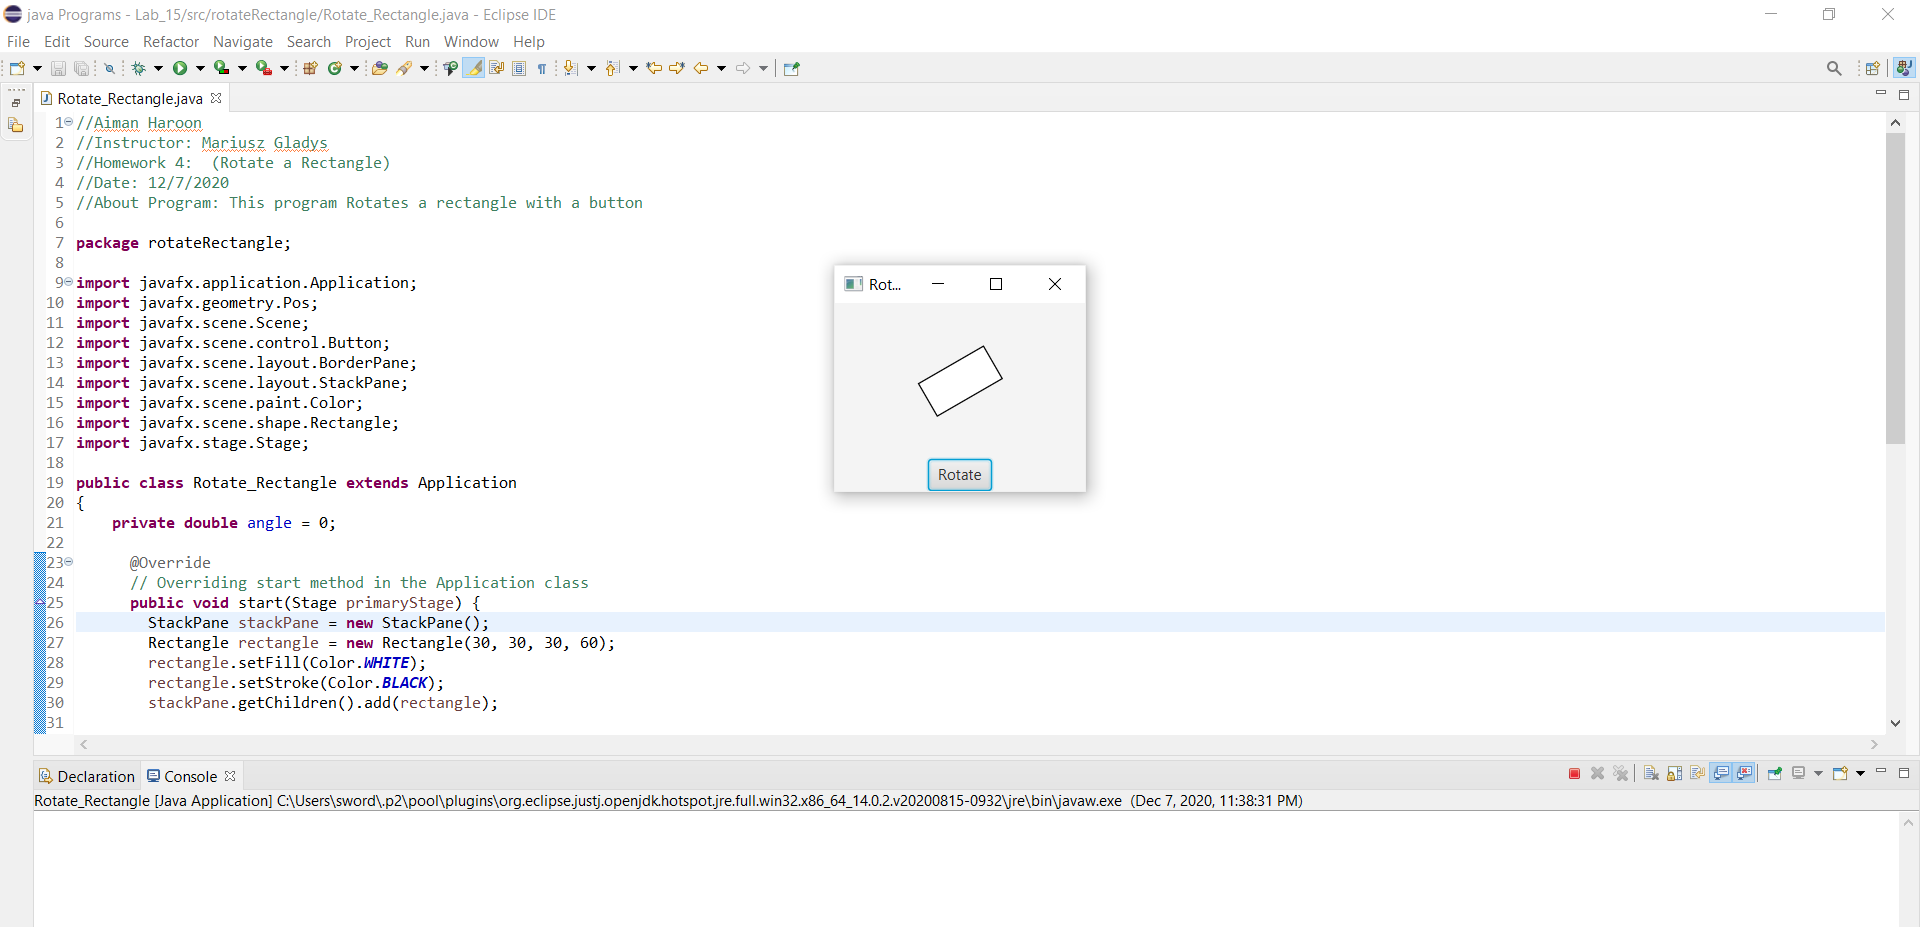 java Programs - Lab_15/src/rotateRectangle/Rotate_Rectangle.java - Eclipse IDE
File Edit Source Refactor Navigate Search Project Run Window Help
Rotate_Rectangle.java
1 //Aiman Haroon
2 //Instructor: Mariusz Gladys
3 //Homework 4:  (Rotate a Rectangle)
4 //Date: 12/7/2020
5 //About Program: This program Rotates a rectangle with a button
6
7 package rotateRectangle;
8
9 import javafx.application.Application;
10 import javafx.geometry.Pos;
11 import javafx.scene.Scene;
12 import javafx.scene.control.Button;
13 import javafx.scene.layout.BorderPane;
14 import javafx.scene.layout.StackPane;
15 import javafx.scene.paint.Color;
16 import javafx.scene.shape.Rectangle;
17 import javafx.stage.Stage;
18
19 public class Rotate_Rectangle extends Application
20 {
21     private double angle = 0;
22
23       @Override
24       // Overriding start method in the Application class
25       public void start(Stage primaryStage) {
26         StackPane stackPane = new StackPane();
27         Rectangle rectangle = new Rectangle(30, 30, 30, 60);
28         rectangle.setFill(Color.WHITE);
29         rectangle.setStroke(Color.BLACK);
30         stackPane.getChildren().add(rectangle);
31
Rot...
Rotate
Declaration Console
Rotate_Rectangle [Java Application] C:\Users\sword\.p2\pool\plugins\org.eclipse.justj.openjdk.hotspot.jre.full.win32.x86_64_14.0.2.v20200815-0932\jre\bin\javaw.exe  (Dec 7, 2020, 11:38:31 PM)